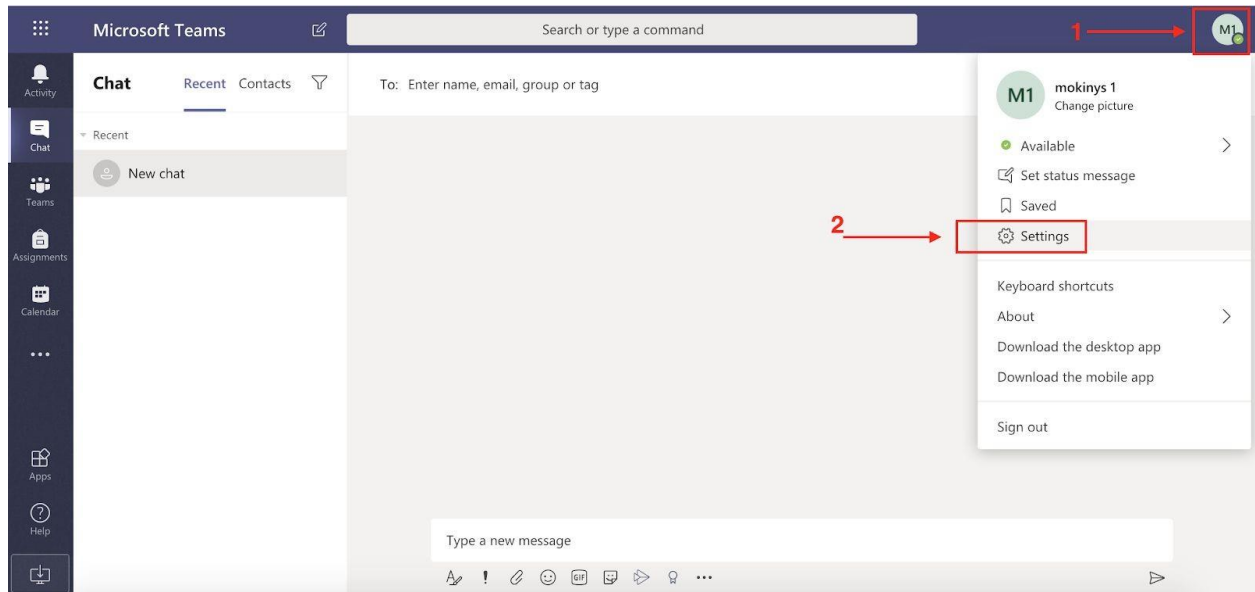 Microsoft Teams
Search or type a command
1
M1
Activity
Chat
Teams
Assignments
Calendar
Apps
Help
Chat
Recent
Contacts
Recent
New chat
To: Enter name, email, group or tag
M1
mokinys 1
Change picture
Available
Set status message
Saved
2
Settings
Keyboard shortcuts
About
Download the desktop app
Download the mobile app
Sign out
Type a new message
GIF